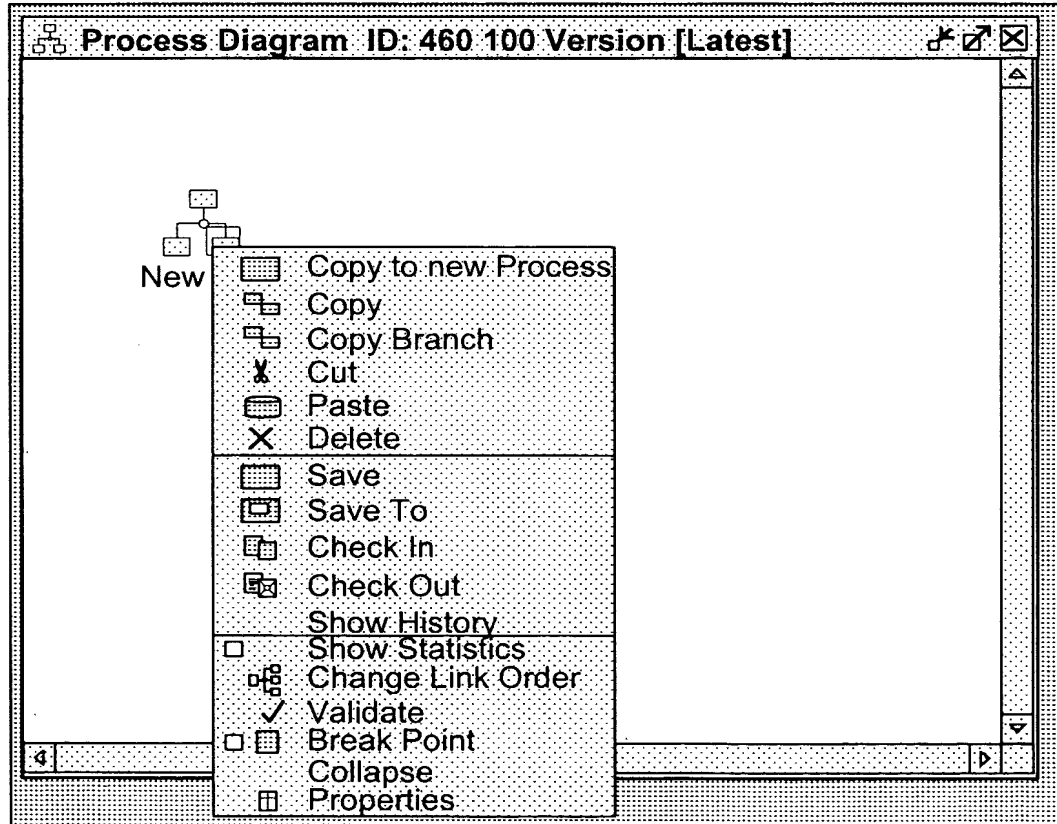 Process Diagram ID: 460 100 Version [Latest]
New
Copy to new Process
Copy
Copy Branch
Cut
Paste
Delete
Save
Save To
Check In
Check Out
Show History
Show Statistics
Change Link Order
Validate
Break Point
Collapse
Properties